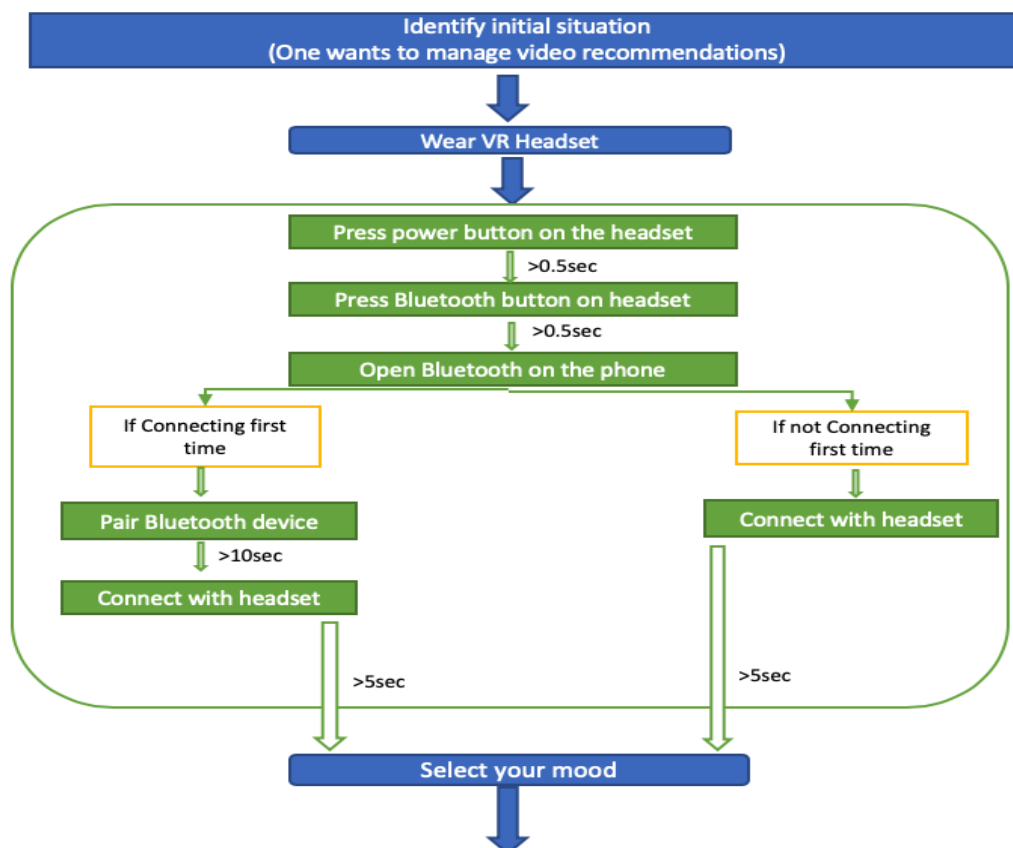 Identify initial situation
(One wants to manage video recommendations)
Wear VR Headset
Press power button on the headset
>0.5sec
Press Bluetooth button on headset
>0.5sec
Open Bluetooth on the phone
If Connecting first
time
If not Connecting
first time
Pair Bluetooth device
Connect with headset
>10sec
Connect with headset
>5sec
>5sec
Select your mood